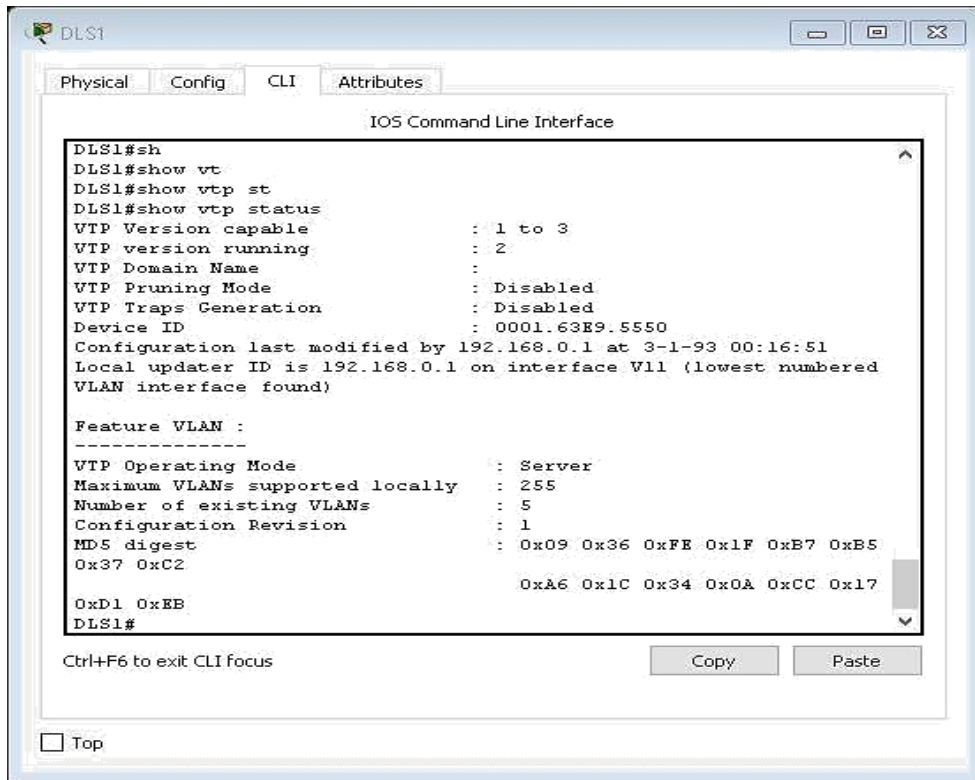 DLS1
Physical Config CLI Attributes
IOS Command Line Interface
DLS1#sh
DLS1#show vt
DLS1#show vtp st
DLS1#show vtp status
VTP Version capable : 1 to 3
VTP version running : 2
VTP Domain Name :
VTP Pruning Mode : Disabled
VTP Traps Generation : Disabled
Device ID : 0001.63E9.5550
Configuration last modified by 192.168.0.1 at 3-1-93 00:16:51
Local updater ID is 192.168.0.1 on interface Vl1 (lowest numbered
VLAN interface found)
Feature VLAN :
--------------
VTP Operating Mode : Server
Maximum VLANs supported locally : 255
Number of existing VLANs : 5
Configuration Revision : 1
MD5 digest : 0x09 0x36 0xFE 0x1F 0xB7 0xB5
0x37 0xC2
0xA6 0x1C 0x34 0x0A 0xCC 0x17
0xD1 0xEB
DLS1#
Ctrl+F6 to exit CLI focus
Copy Paste
Top